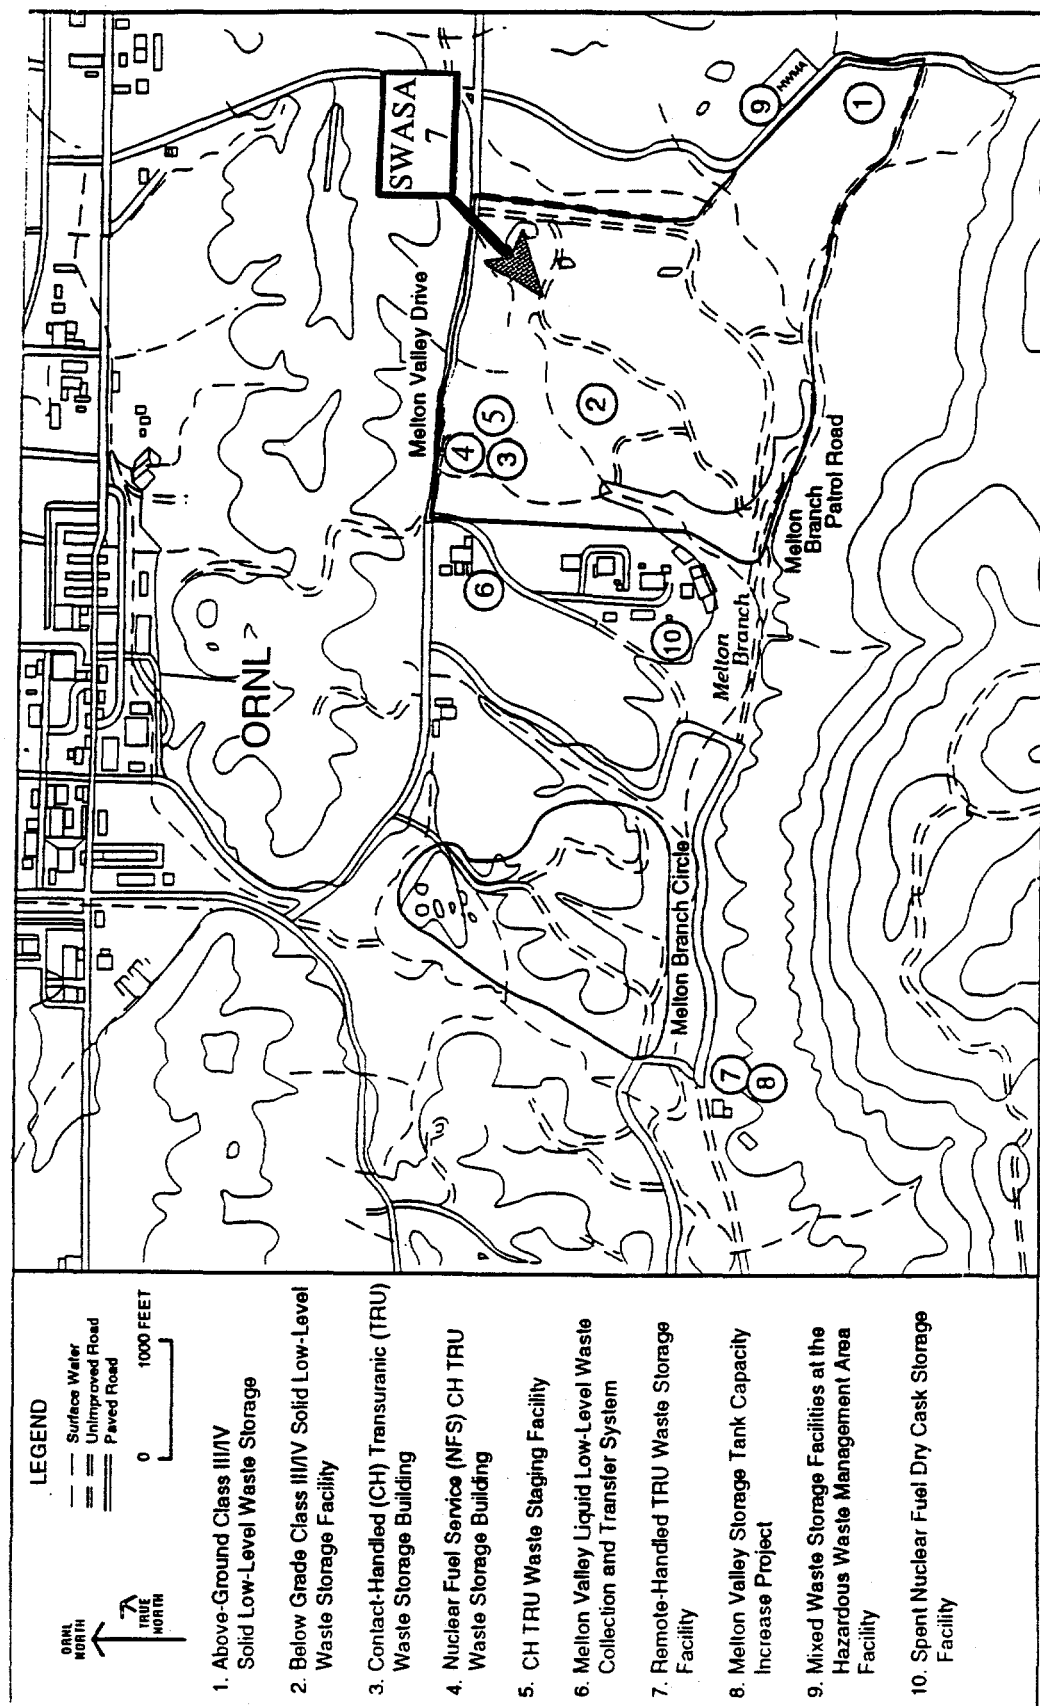 SWASA
7
HWMA
9
1
Melton Valley Drive
5
4
3
2
Melton
Branch
Patrol Road
ORNL
6
10
Melton
Branch
Melton Branch Circle
7
8
LEGEND
Surface Water
Unimproved Road
Paved Road
0 1000 FEET
ORNL
NORTH
TRUE
NORTH
1. Above-Ground Class III/IV
Solid Low-Level Waste Storage
2. Below Grade Class III/IV Solid Low-Level
Waste Storage Facility
3. Contact-Handled (CH) Transuranic (TRU)
Waste Storage Building
4. Nuclear Fuel Service (NFS) CH TRU
Waste Storage Building
5. CH TRU Waste Staging Facility
6. Melton Valley Liquid Low-Level Waste
Collection and Transfer System
7. Remote-Handled TRU Waste Storage
Facility
8. Melton Valley Storage Tank Capacity
Increase Project
9. Mixed Waste Storage Facilities at the
Hazardous Waste Management Area
Facility
10. Spent Nuclear Fuel Dry Cask Storage
Facility